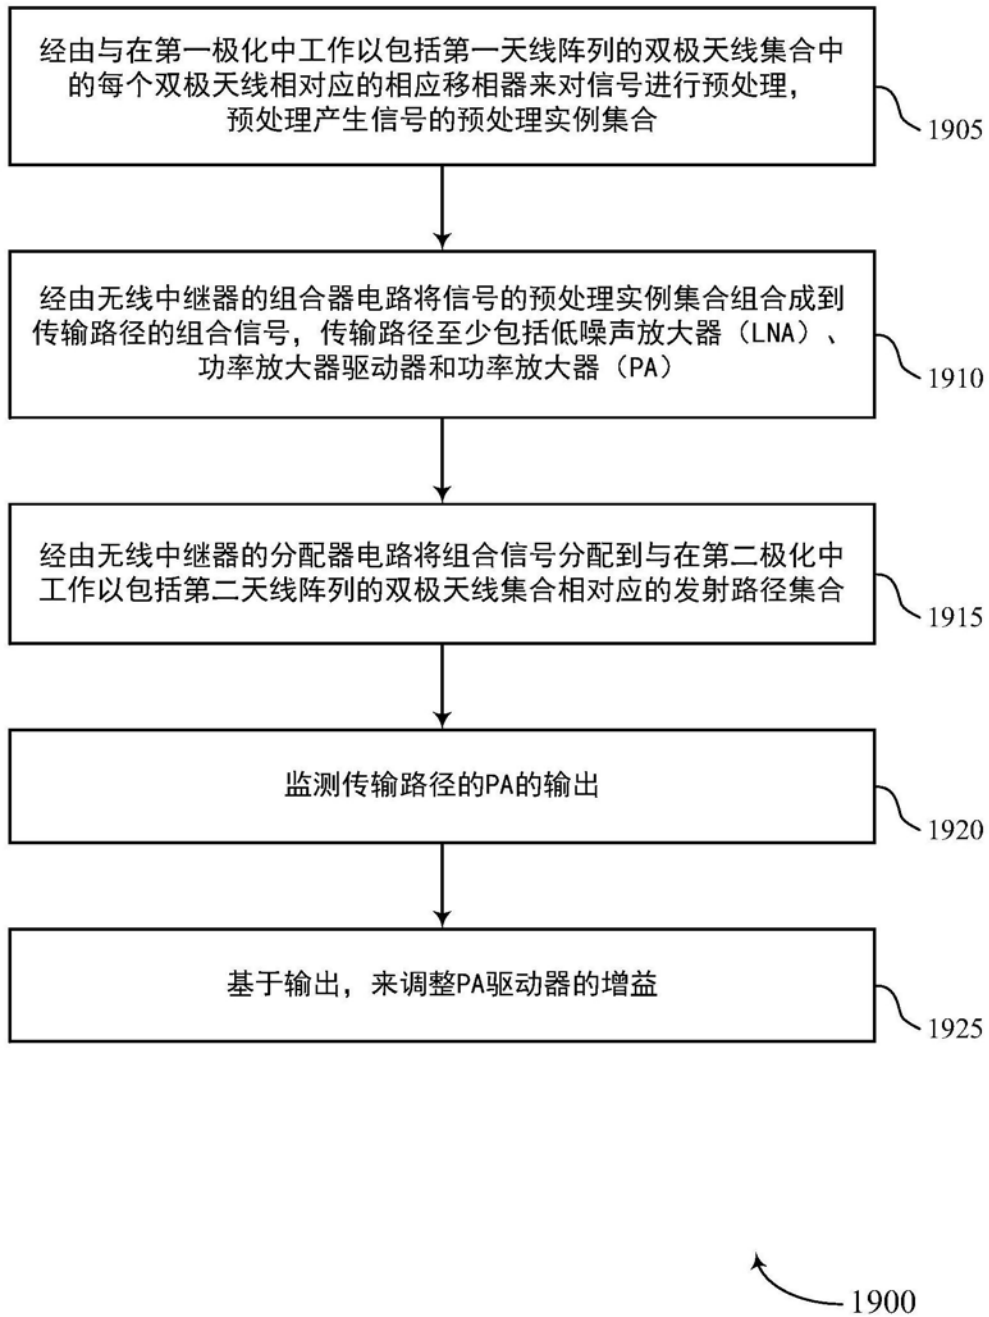 经由与在第一极化中工作以包括第一天线阵列的双极天线集合中
的每个双极天线相对应的相应移相器来对信号进行预处理，
预处理产生信号的预处理实例集合
1905
经由无线中继器的组合器电路将信号的预处理实例集合组合成到
传输路径的组合信号，传输路径至少包括低噪声放大器（LNA）、
功率放大器驱动器和功率放大器（PA）
1910
经由无线中继器的分配器电路将组合信号分配到与在第二极化中
工作以包括第二天线阵列的双极天线集合相对应的发射路径集合
1915
监测传输路径的PA的输出
1920
基于输出，来调整PA驱动器的增益
1925
1900